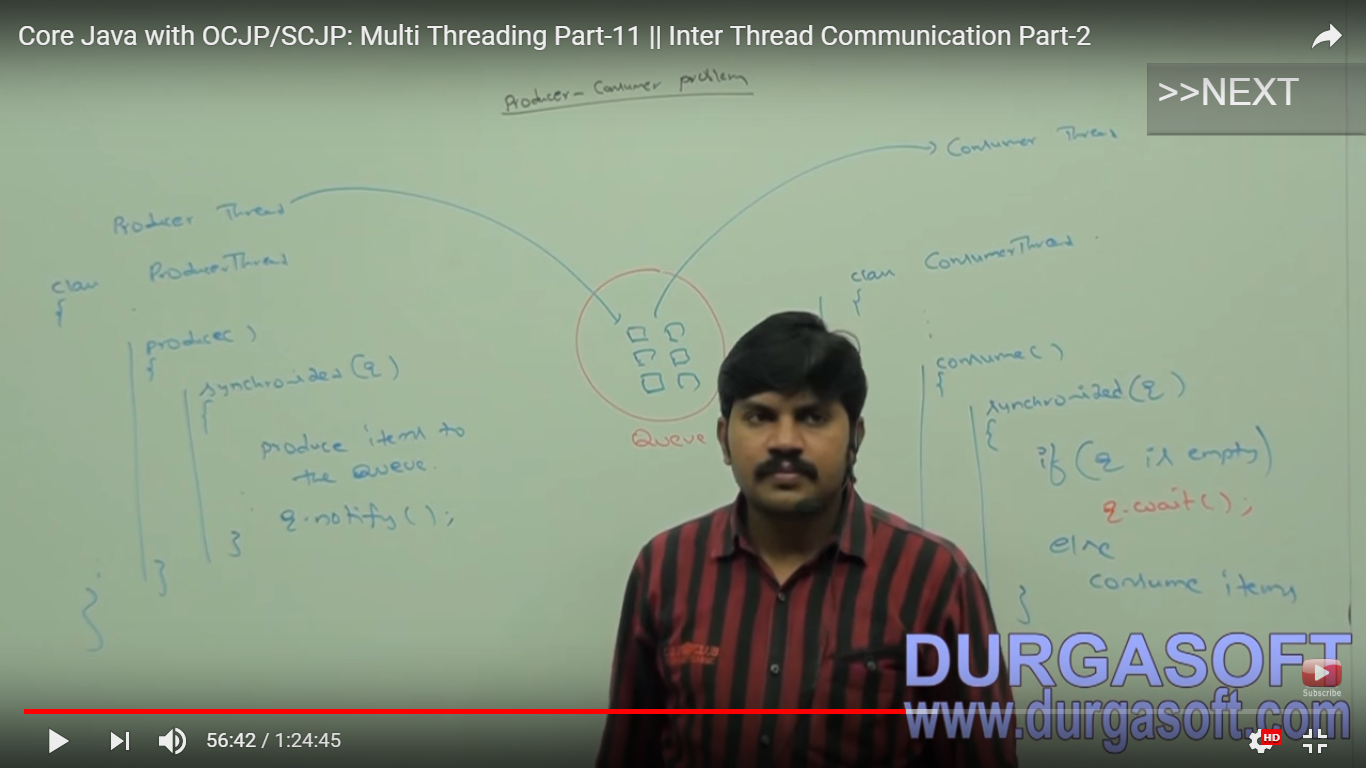 Core Java with OCJP/SCJP: Multi Threading Part-11 || Inter Thread Communication Part-2
>>NEXT
Producer - Consumer problem
Consumer Thread
Producer Thread
class ProducerThread
{
produce( )
{
synchronized(q)
{
produce items to
the Queue.
q.notify( );
}
}
}
Queue
class ConsumerThread
{
consume( )
{
synchronized(q)
{
if(q is empty)
q.wait( );
else
consume items
}
DURGASOFT
www.durgasoft.com
Subscribe
56:42 / 1:24:45
HD